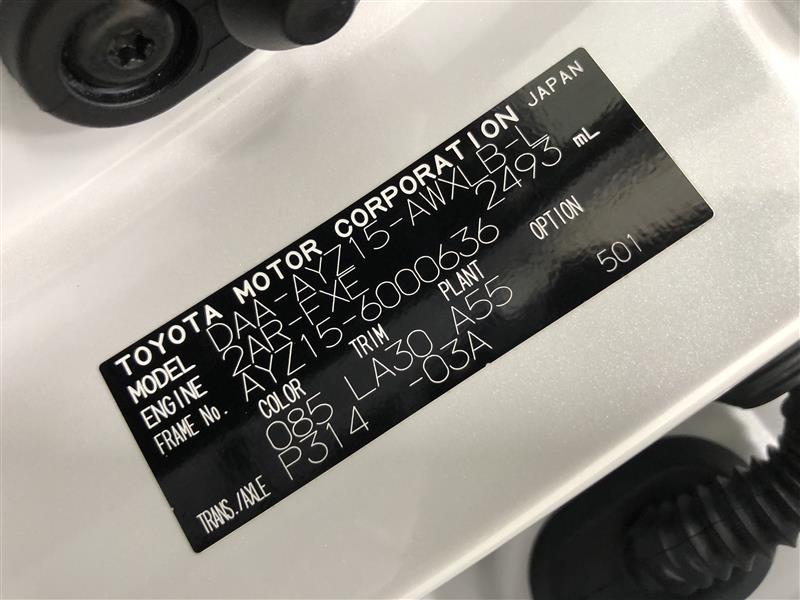 TOYOTA MOTOR CORPORATION JAPAN
MODEL DAA-AYZ15-AWXLB-L
ENGINE 2AR-FXE 2493 mL
FRAME No. AYZ15-6000636
COLOR TRIM PLANT OPTION
085 LA30 A55 501
TRANS./AXLE P314 -03A